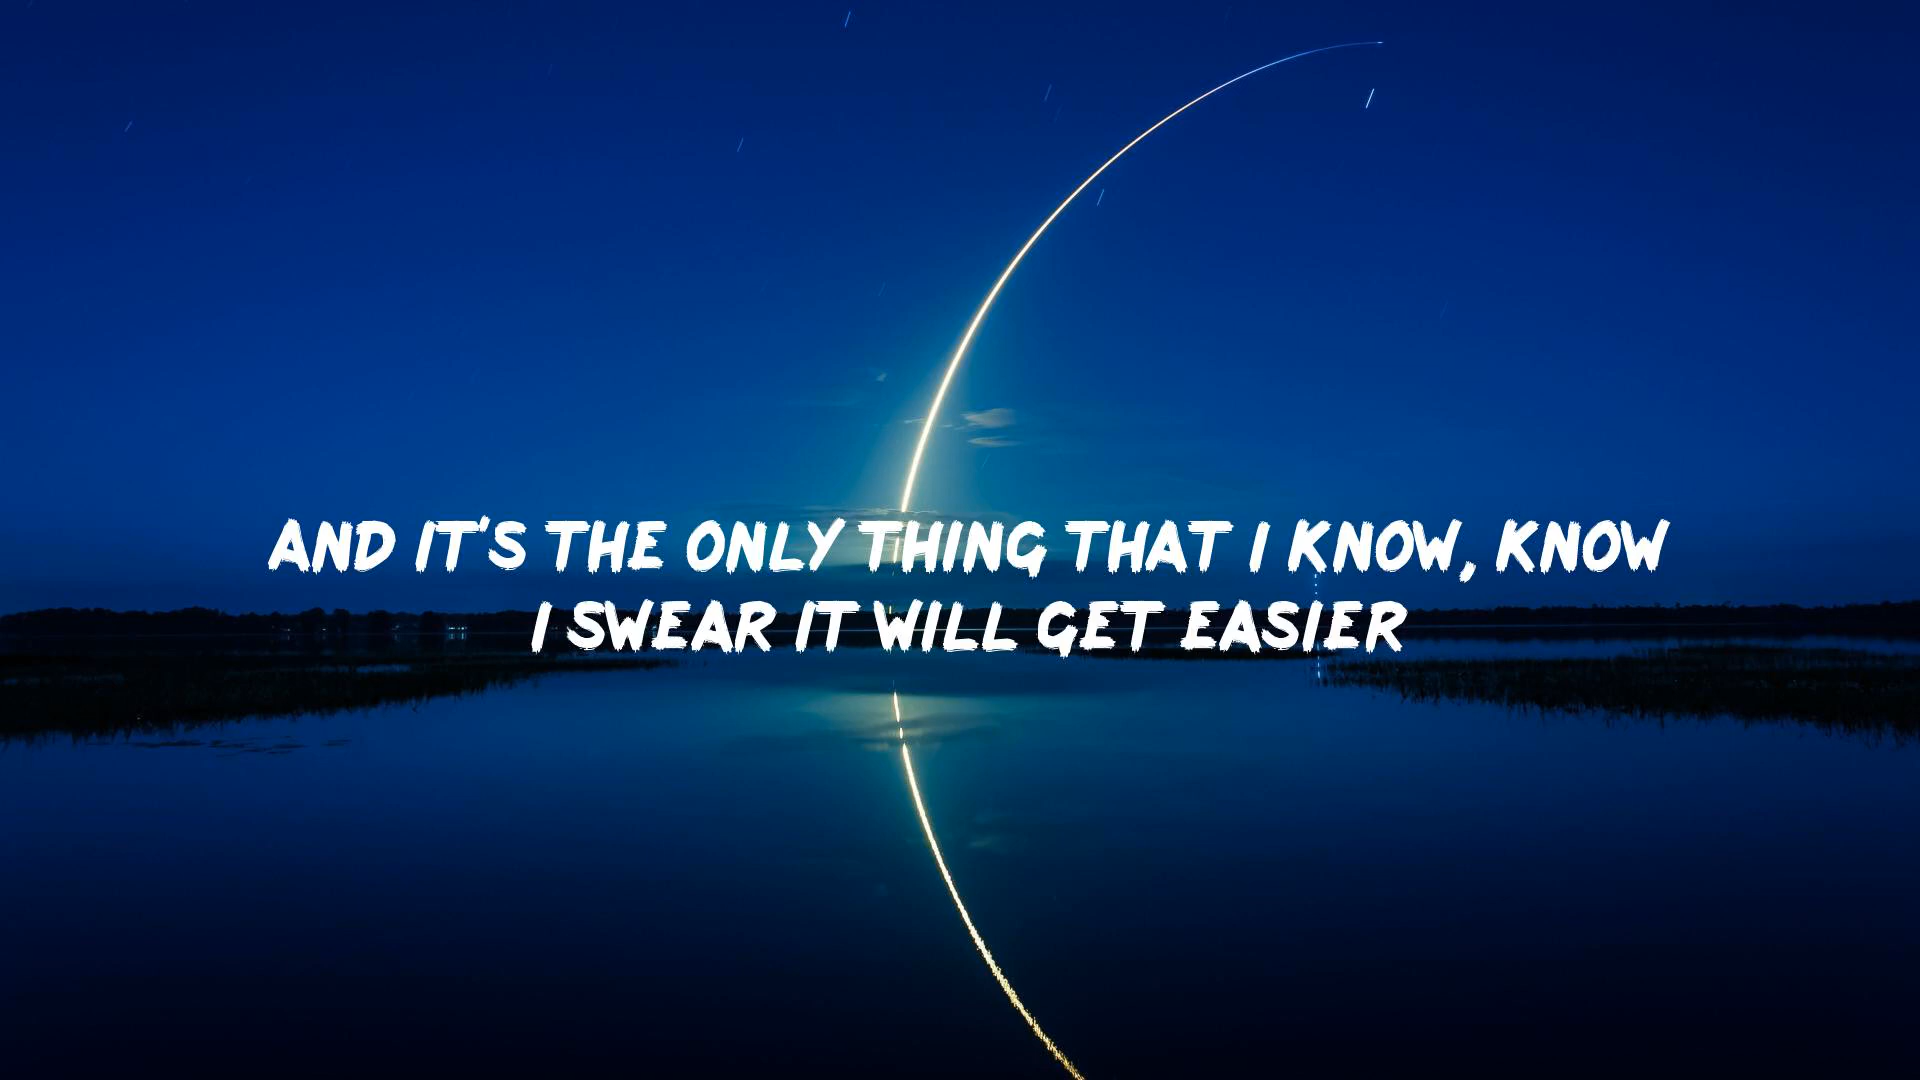 AND IT'S THE ONLY THING THAT I KNOW, KNOW
I SWEAR IT WILL GET EASIER